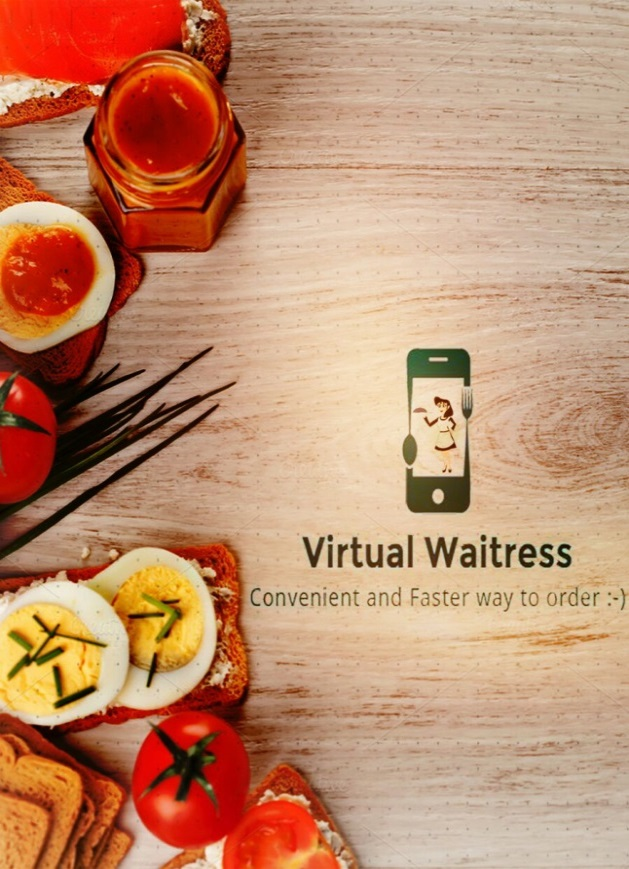 Virtual Waitress
Convenient and Faster way to order :-)